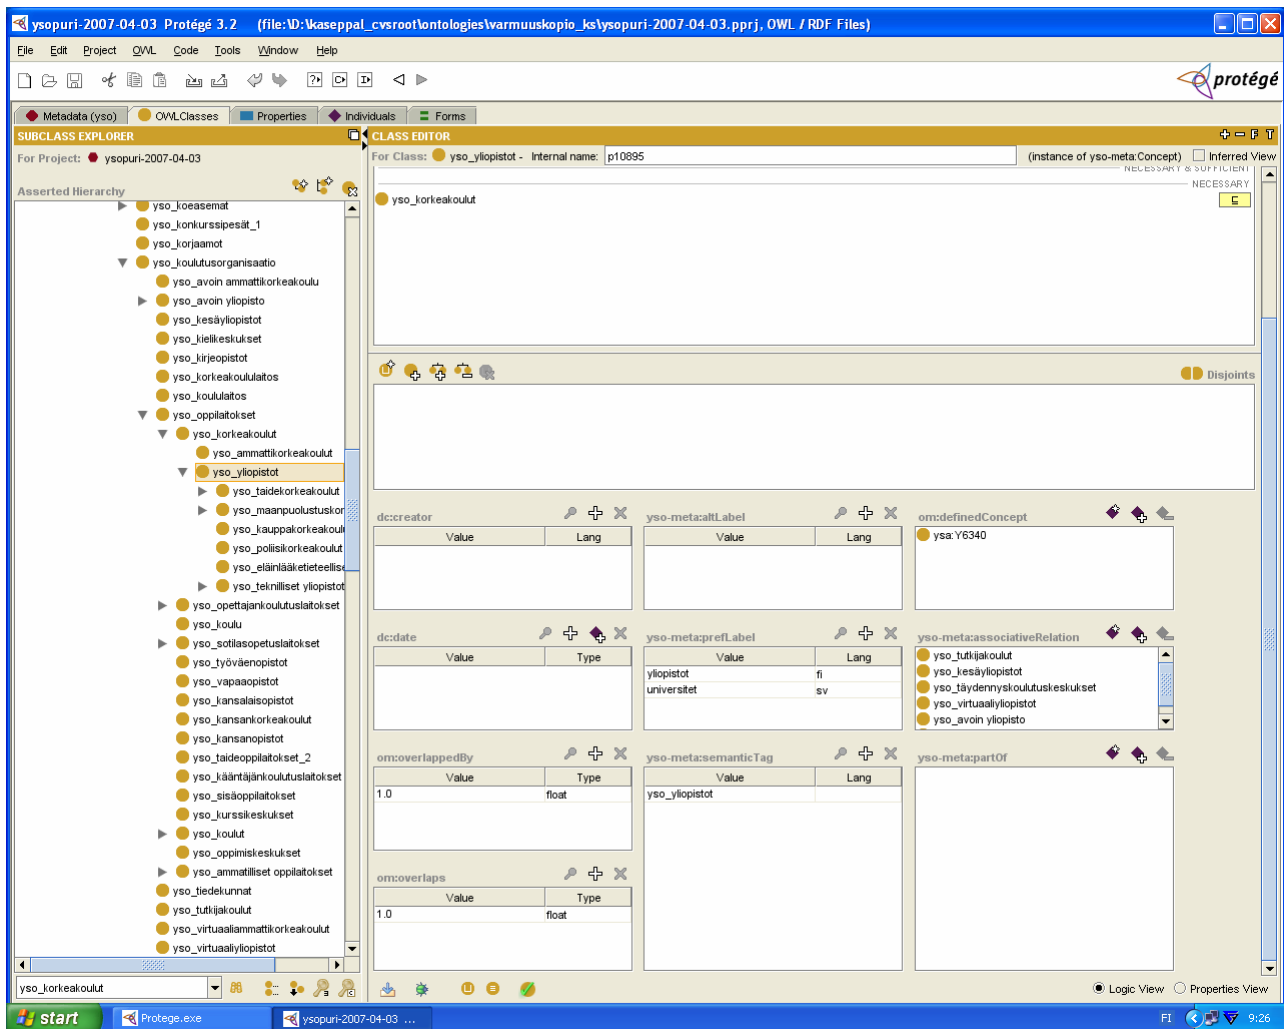 ysopuri-2007-04-03 Protégé 3.2 (file:\D:\kaseppal_cvsroot\ontologies\varmuuskopio_ks\ysopuri-2007-04-03.pprj, OWL / RDF Files)
File Edit Project OWL Code Tools Window Help
protégé
Metadata (yso) OWLClasses Properties Individuals Forms
SUBCLASS EXPLORER
For Project: ysopuri-2007-04-03
Asserted Hierarchy
yso_koeasemat
yso_konkurssipesät_1
yso_korjaamot
yso_koulutusorganisaatio
yso_avoin ammattikorkeakoulu
yso_avoin yliopisto
yso_kesäyliopistot
yso_kielikeskukset
yso_kirjeopistot
yso_korkeakoululaitos
yso_koululaitos
yso_oppilaitokset
yso_korkeakoulut
yso_ammattikorkeakoulut
yso_yliopistot
yso_taidekorkeakoulut
yso_maanpuolustuskor
yso_kauppakorkeakoulu
yso_poliisikorkeakoulut
yso_eläinlääketieteellise
yso_teknilliset yliopistot
yso_opettajankoulutuslaitokset
yso_koulu
yso_sotilasopetuslaitokset
yso_työväenopistot
yso_vapaaopistot
yso_kansalaisopistot
yso_kansankorkeakoulut
yso_kansanopistot
yso_taideoppilaitokset_2
yso_kääntäjänkoulutuslaitokset
yso_sisäoppilaitokset
yso_kurssikeskukset
yso_koulut
yso_oppimiskeskukset
yso_ammatilliset oppilaitokset
yso_tiedekunnat
yso_tutkijakoulut
yso_virtuaaliammattikorkeakoulut
yso_virtuaaliyliopistot
yso_korkeakoulut
CLASS EDITOR
F T
For Class: yso_yliopistot - Internal name: p10895 (instance of yso-meta:Concept) Inferred View
NECESSARY & SUFFICIENT
NECESSARY
yso_korkeakoulut
Disjoints
dc:creator
Value Lang
yso-meta:altLabel
Value Lang
om:definedConcept
ysa:Y6340
dc:date
Value Type
yso-meta:prefLabel
Value Lang
yliopistot fi
universitet sv
yso-meta:associativeRelation
yso_tutkijakoulut
yso_kesäyliopistot
yso_täydennyskoulutuskeskukset
yso_virtuaaliyliopistot
yso_avoin yliopisto
om:overlappedBy
Value Type
1.0 float
yso-meta:semanticTag
Value Lang
yso_yliopistot
yso-meta:partOf
om:overlaps
Value Type
1.0 float
Logic View Properties View
start Protege.exe ysopuri-2007-04-03 ... FI 9:26